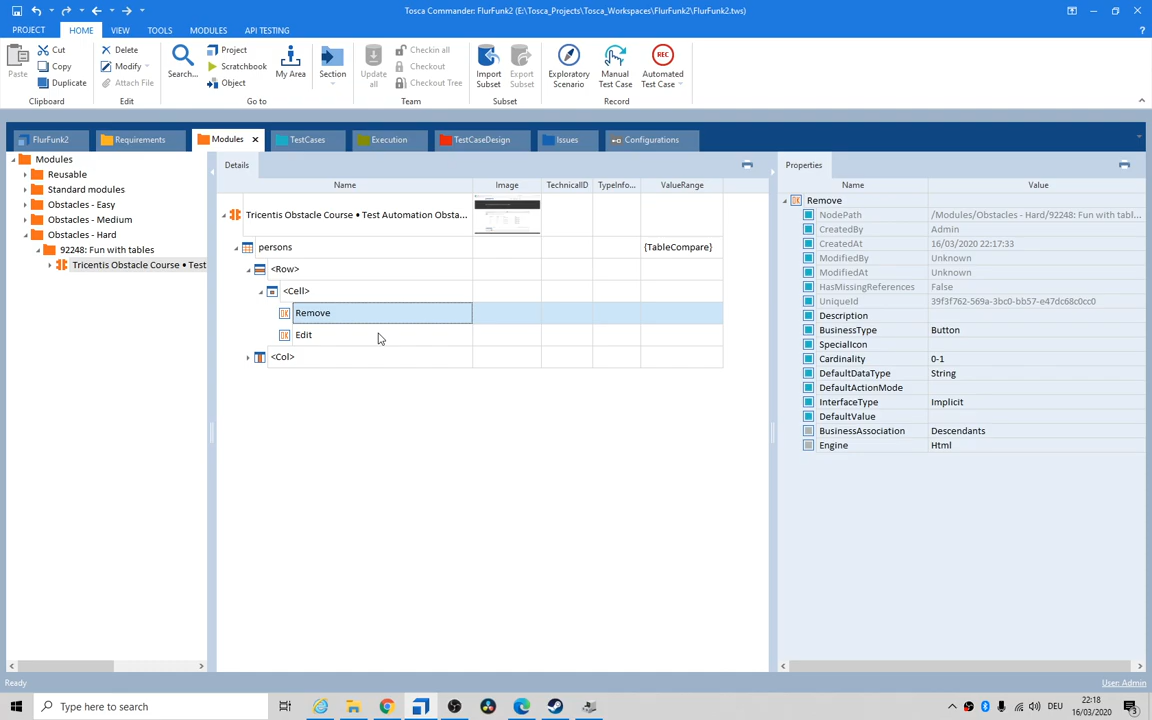 Tosca Commander: FlurFunk2 (E:\Tosca_Projects\Tosca_Workspaces\FlurFunk2\FlurFunk2.tws)
PROJECT HOME VIEW TOOLS MODULES API TESTING
Paste
Cut
Copy
Duplicate
Clipboard
Delete
Modify
Attach File
Edit
Search...
Project
Scratchbook
Object
My Area
Go to
Section
Update all
Checkin all
Checkout
Checkout Tree
Team
Import Subset
Export Subset
Subset
Exploratory Scenario
Manual Test Case
REC
Automated Test Case
Record
FlurFunk2 Requirements Modules TestCases Execution TestCaseDesign Issues Configurations
Modules
Reusable
Standard modules
Obstacles - Easy
Obstacles - Medium
Obstacles - Hard
92248: Fun with tables
Tricentis Obstacle Course • Test
Details
Name Image TechnicalID TypeInfo... ValueRange
Tricentis Obstacle Course • Test Automation Obsta...
persons {TableCompare}
<Row>
<Cell>
OK Remove
OK Edit
<Col>
Properties
Name Value
Remove
NodePath /Modules/Obstacles - Hard/92248: Fun with tabl...
CreatedBy Admin
CreatedAt 16/03/2020 22:17:33
ModifiedBy Unknown
ModifiedAt Unknown
HasMissingReferences False
UniqueId 39f3f762-569a-3bc0-bb57-e47dc68c0cc0
Description
BusinessType Button
SpecialIcon
Cardinality 0-1
DefaultDataType String
DefaultActionMode
InterfaceType Implicit
DefaultValue
BusinessAssociation Descendants
Engine Html
Ready User: Admin
Type here to search
DEU
22:18
16/03/2020
3